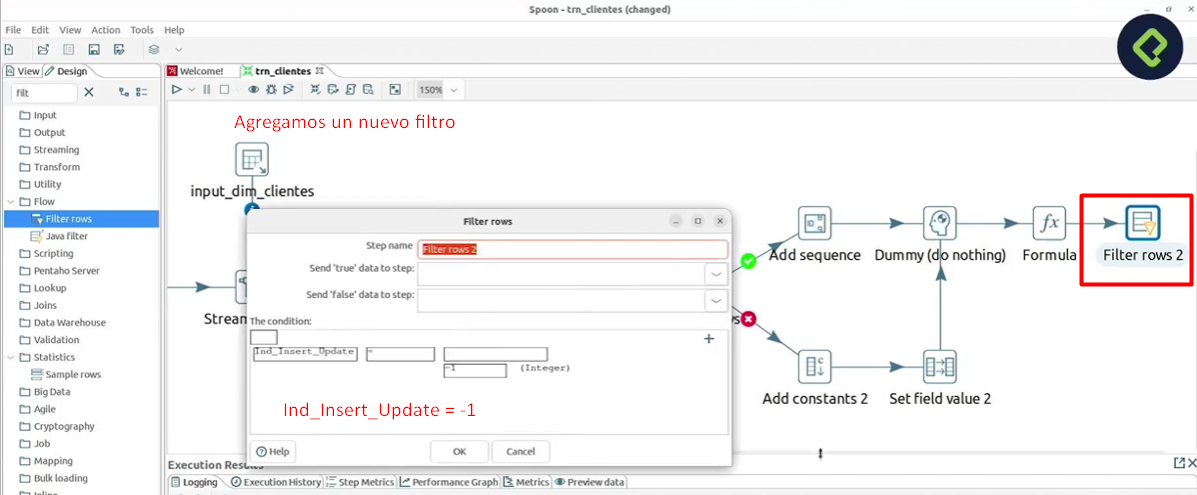 Spoon - trn_clientes (changed)
File Edit View Action Tools Help
View Design
Welcome! trn_clientes
filt
150%
Input
Output
Streaming
Transform
Utility
Flow
Filter rows
Java filter
Scripting
Pentaho Server
Lookup
Joins
Data Warehouse
Validation
Statistics
Sample rows
Big Data
Agile
Cryptography
Job
Mapping
Bulk loading
Inline
Agregamos un nuevo filtro
input_dim_clientes
Stream
Filter rows
Step name Filter rows 2
Send 'true' data to step:
Send 'false' data to step:
The condition:
Ind_Insert_Update =
-1 (Integer)
Ind_Insert_Update = -1
Help OK Cancel
Add sequence Dummy (do nothing) Formula Filter rows 2
Add constants 2 Set field value 2
Execution Results
Logging Execution History Step Metrics Performance Graph Metrics Preview data